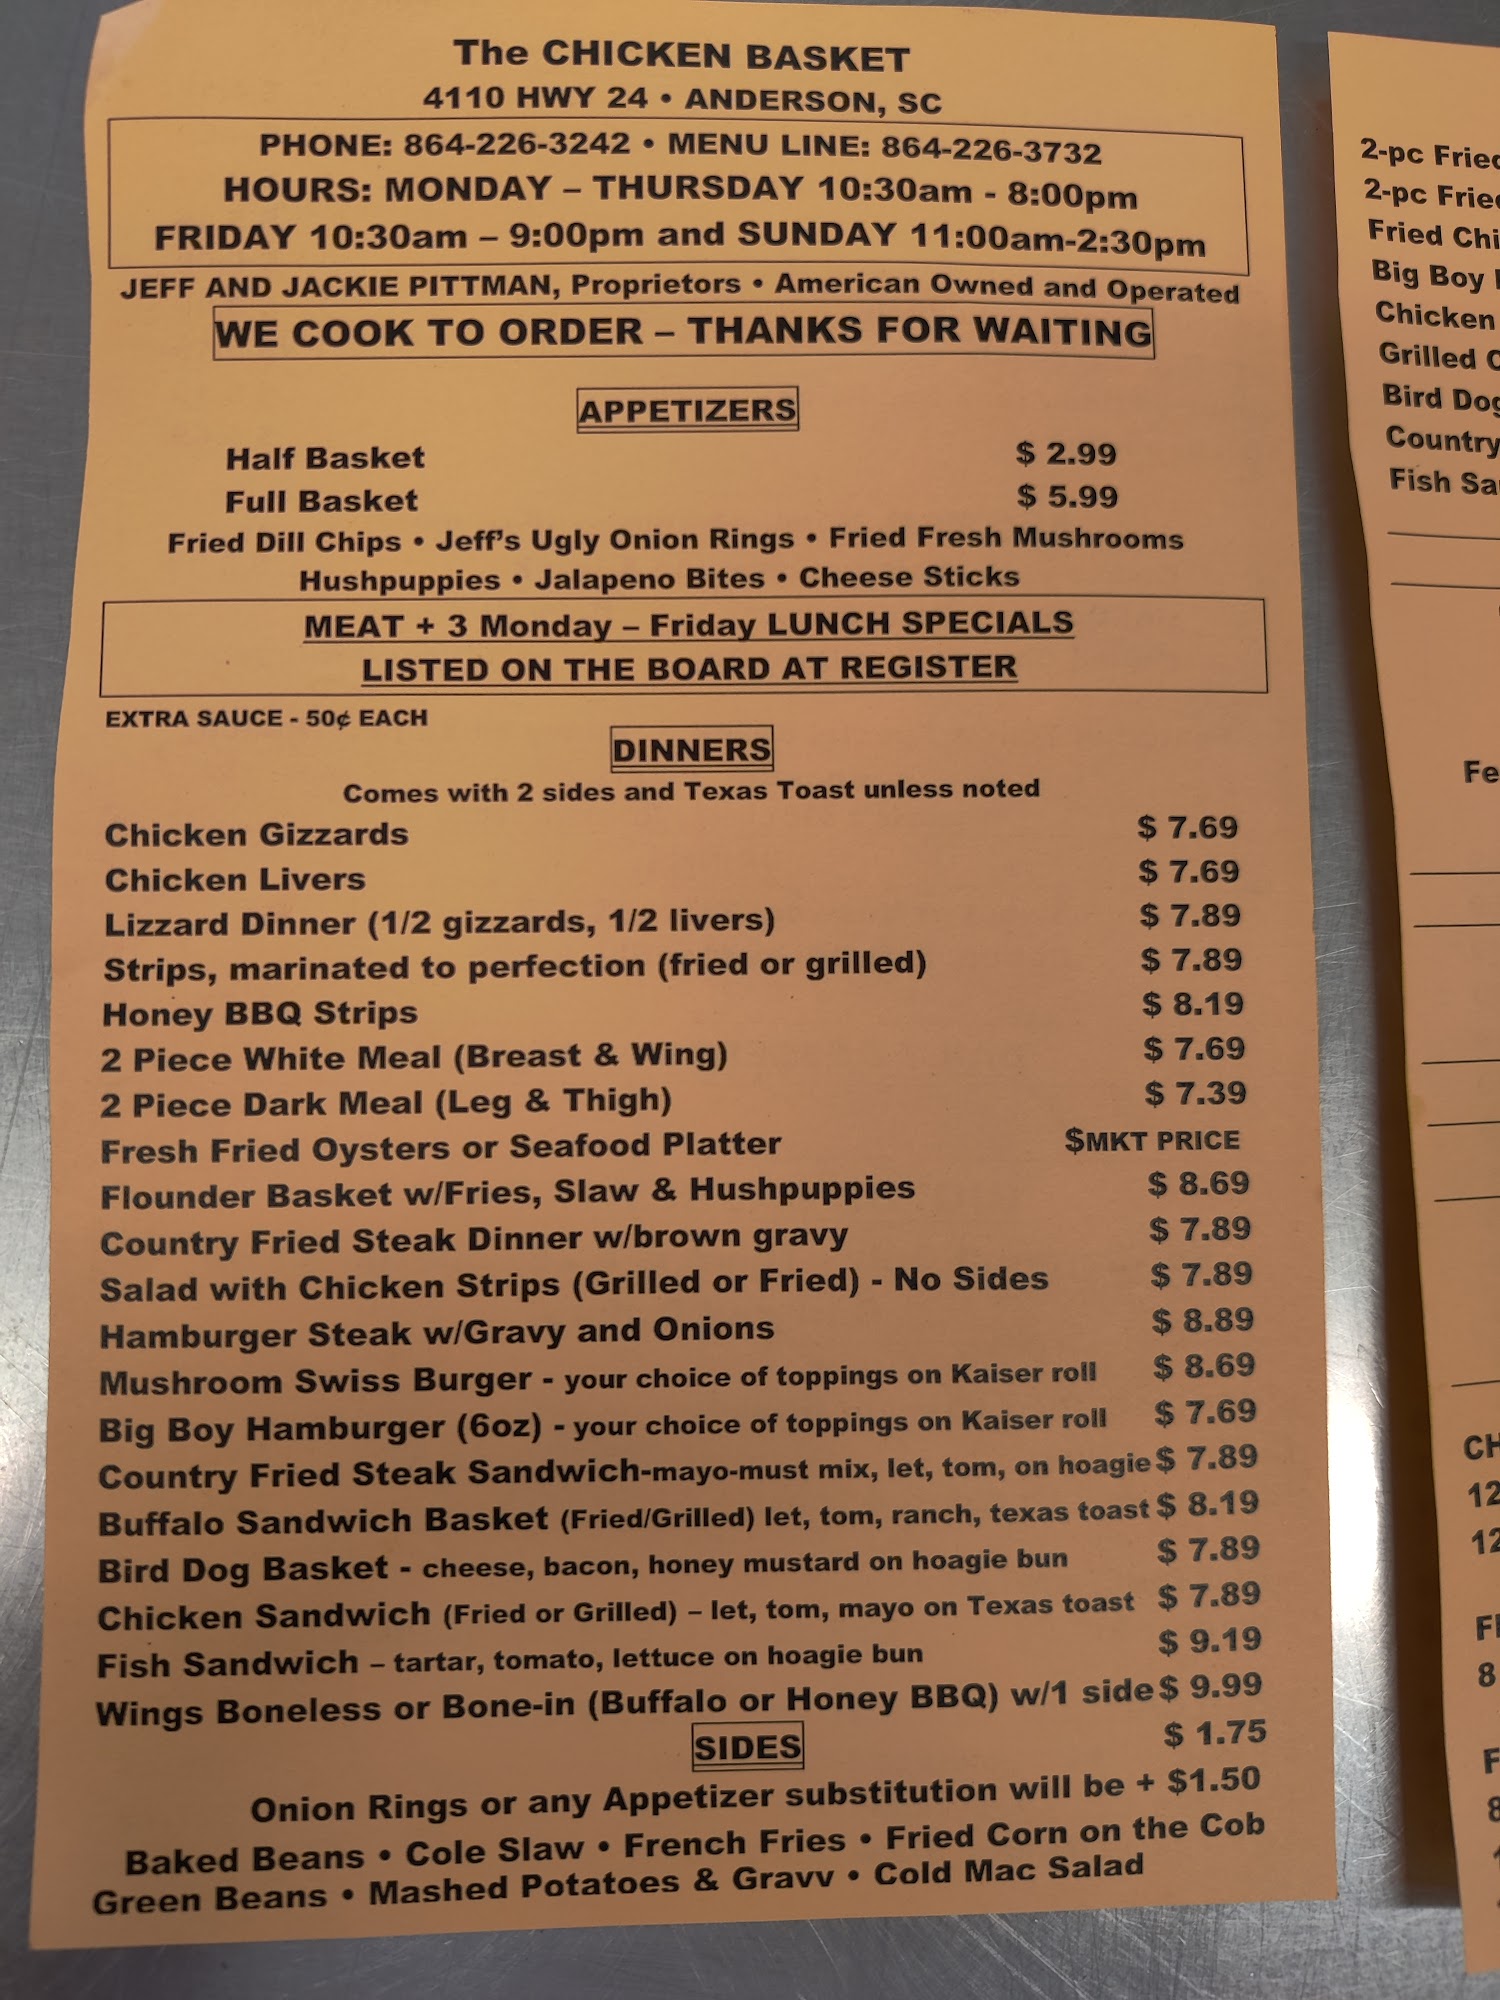 The CHICKEN BASKET
4110 HWY 24 • ANDERSON, SC
PHONE: 864-226-3242 • MENU LINE: 864-226-3732
HOURS: MONDAY – THURSDAY 10:30am - 8:00pm
FRIDAY 10:30am – 9:00pm and SUNDAY 11:00am-2:30pm
JEFF AND JACKIE PITTMAN, Proprietors • American Owned and Operated
WE COOK TO ORDER – THANKS FOR WAITING
APPETIZERS
Half Basket $ 2.99
Full Basket $ 5.99
Fried Dill Chips • Jeff's Ugly Onion Rings • Fried Fresh Mushrooms
Hushpuppies • Jalapeno Bites • Cheese Sticks
MEAT + 3 Monday – Friday LUNCH SPECIALS
LISTED ON THE BOARD AT REGISTER
EXTRA SAUCE - 50¢ EACH
DINNERS
Comes with 2 sides and Texas Toast unless noted
Chicken Gizzards $ 7.69
Chicken Livers $ 7.69
Lizzard Dinner (1/2 gizzards, 1/2 livers) $ 7.89
Strips, marinated to perfection (fried or grilled) $ 7.89
Honey BBQ Strips $ 8.19
2 Piece White Meal (Breast & Wing) $ 7.69
2 Piece Dark Meal (Leg & Thigh) $ 7.39
Fresh Fried Oysters or Seafood Platter $MKT PRICE
Flounder Basket w/Fries, Slaw & Hushpuppies $ 8.69
Country Fried Steak Dinner w/brown gravy $ 7.89
Salad with Chicken Strips (Grilled or Fried) - No Sides $ 7.89
Hamburger Steak w/Gravy and Onions $ 8.89
Mushroom Swiss Burger - your choice of toppings on Kaiser roll $ 8.69
Big Boy Hamburger (6oz) - your choice of toppings on Kaiser roll $ 7.69
Country Fried Steak Sandwich-mayo-must mix, let, tom, on hoagie $ 7.89
Buffalo Sandwich Basket (Fried/Grilled) let, tom, ranch, texas toast $ 8.19
Bird Dog Basket - cheese, bacon, honey mustard on hoagie bun $ 7.89
Chicken Sandwich (Fried or Grilled) – let, tom, mayo on Texas toast $ 7.89
Fish Sandwich – tartar, tomato, lettuce on hoagie bun $ 9.19
Wings Boneless or Bone-in (Buffalo or Honey BBQ) w/1 side $ 9.99
SIDES $ 1.75
Onion Rings or any Appetizer substitution will be + $1.50
Baked Beans • Cole Slaw • French Fries • Fried Corn on the Cob
Green Beans • Mashed Potatoes & Gravy • Cold Mac Salad
2-pc
2-pc
Fried
Big Boy
Chicken
Grilled
Bird
Country
Fish